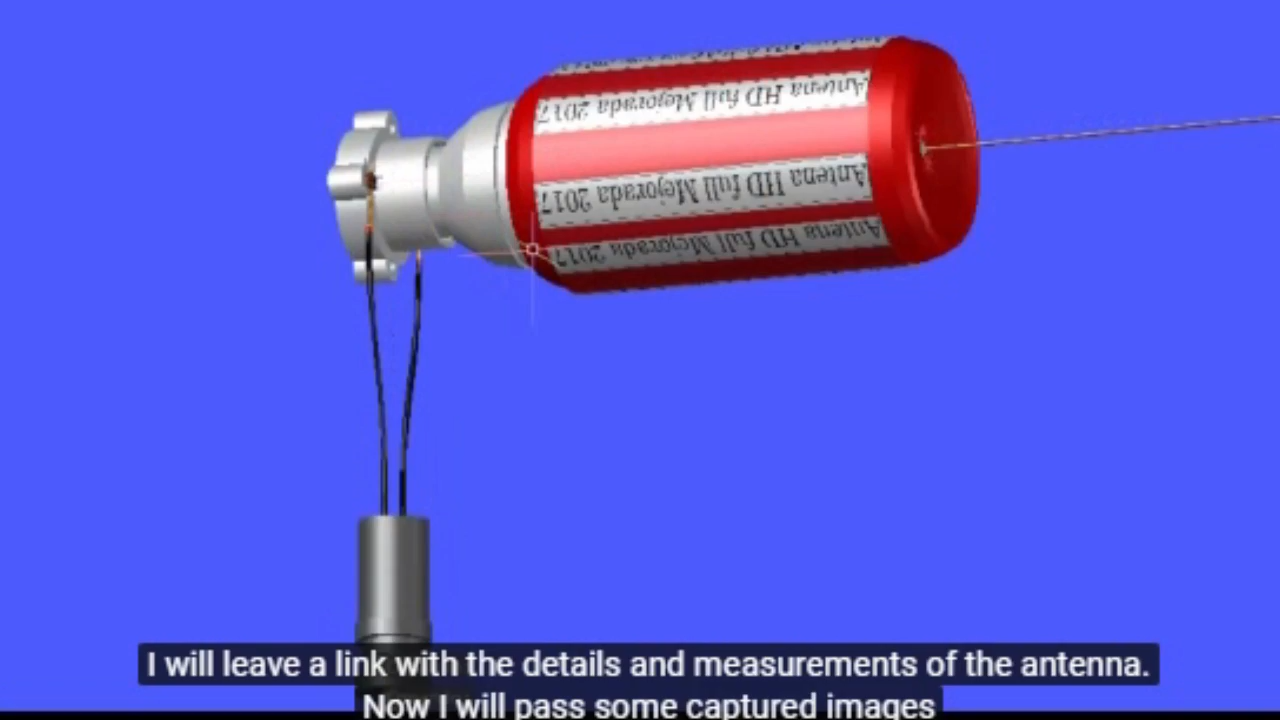 Antena HD full Mejorada 2017
Antena HD full Mejorada 2017
Antena HD full Mejorada 2017
I will leave a link with the details and measurements of the antenna.
Now I will pass some captured images